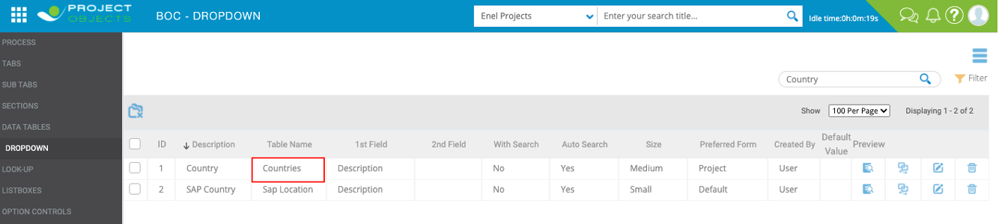 PROJECT
OBJECTS
BOC - DROPDOWN
Enel Projects
Enter your search title...
Idle time:0h:0m:19s
?
PROCESS
TABS
SUB TABS
SECTIONS
DATA TABLES
DROPDOWN
LOOK-UP
LISTBOXES
OPTION CONTROLS
Country
Filter
Show 100 Per Page Displaying 1 - 2 of 2
ID Description Table Name 1st Field 2nd Field With Search Auto Search Size Preferred Form Created By Default Value Preview
1 Country Countries Description No Yes Medium Project User
2 SAP Country Sap Location Description No Yes Small Default User